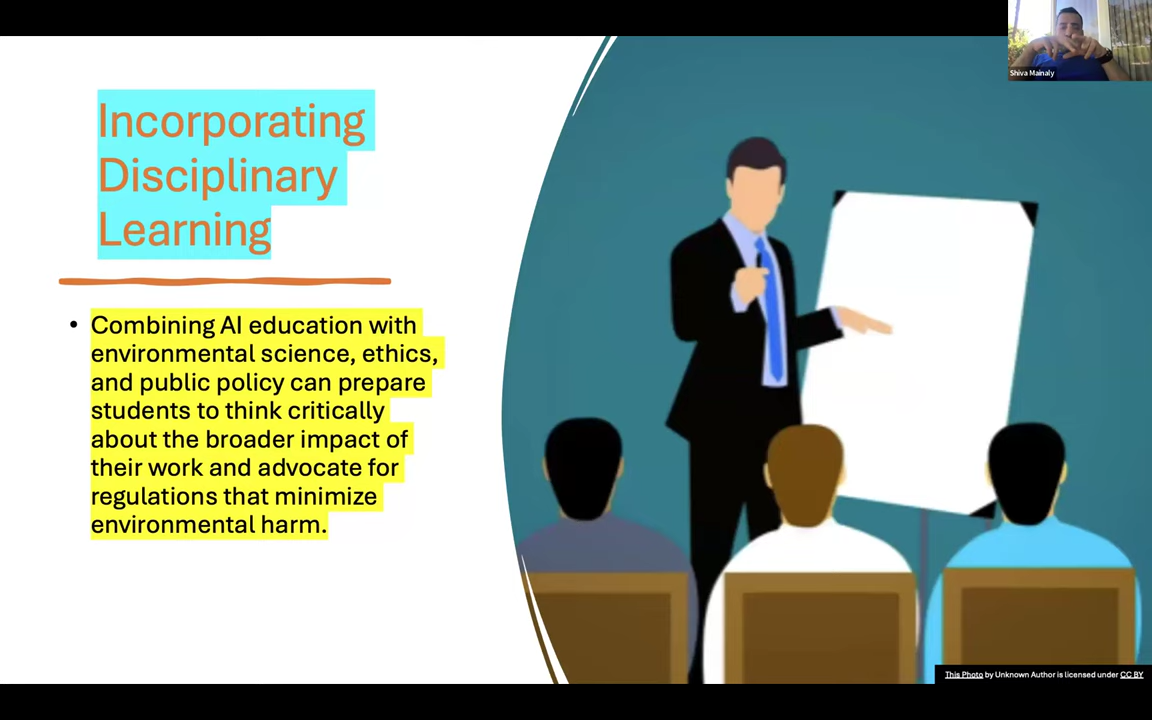 Shiva Mainaly
Incorporating
Disciplinary
Learning
• Combining AI education with
environmental science, ethics,
and public policy can prepare
students to think critically
about the broader impact of
their work and advocate for
regulations that minimize
environmental harm.
This Photo by Unknown Author is licensed under CC BY